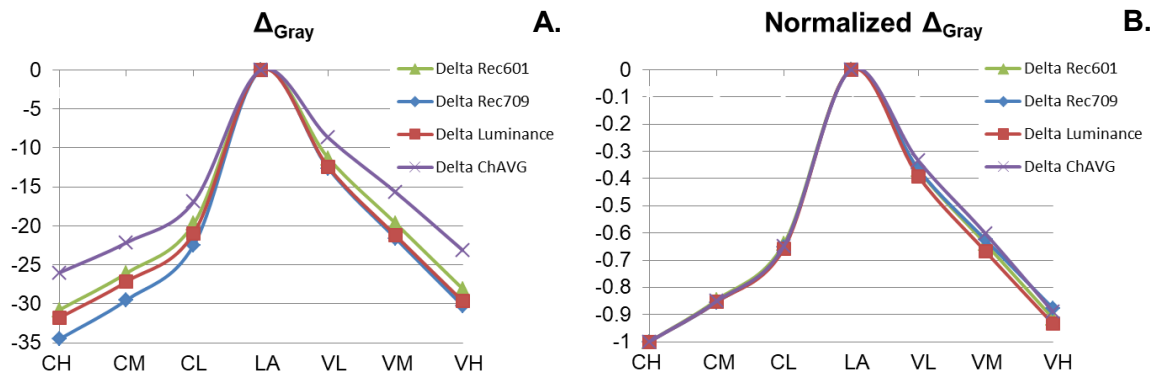 Δ_Gray
A.
0
-5
-10
-15
-20
-25
-30
-35
CH CM CL LA VL VM VH
Delta Rec601
Delta Rec709
Delta Luminance
Delta ChAVG
Normalized Δ_Gray
B.
0
-0.1
-0.2
-0.3
-0.4
-0.5
-0.6
-0.7
-0.8
-0.9
-1
CH CM CL LA VL VM VH
Delta Rec601
Delta Rec709
Delta Luminance
Delta ChAVG